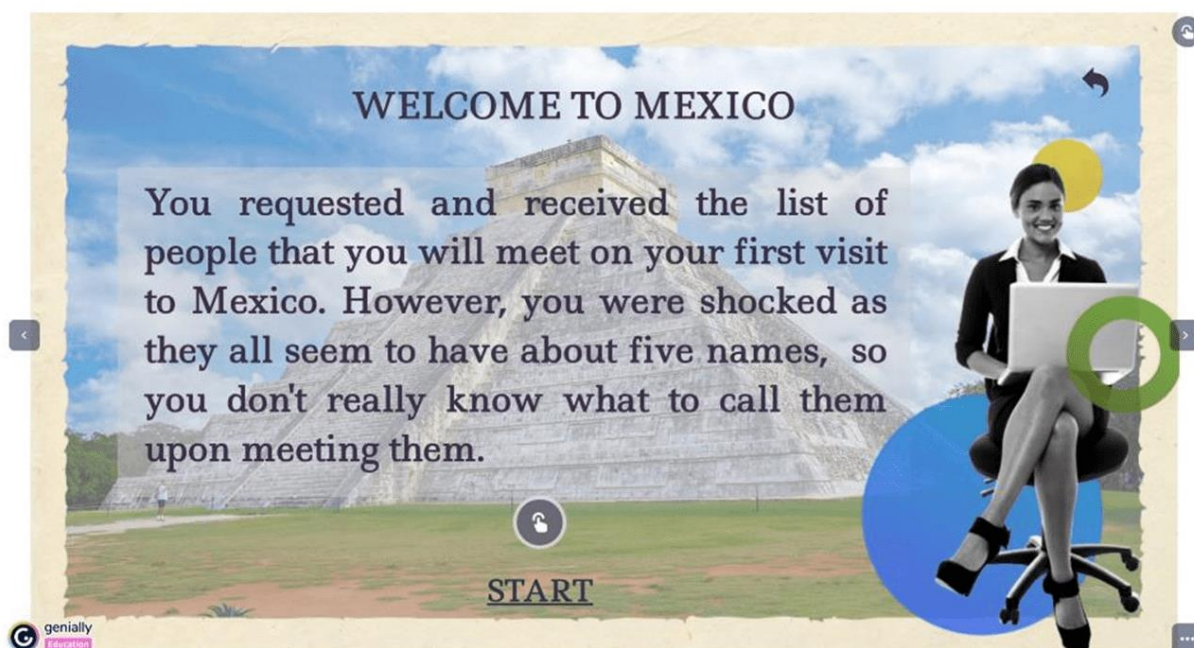 WELCOME TO MEXICO
You requested and received the list of
people that you will meet on your first visit
to Mexico. However, you were shocked as
they all seem to have about five names, so
you don't really know what to call them
upon meeting them.
START
genially
Education